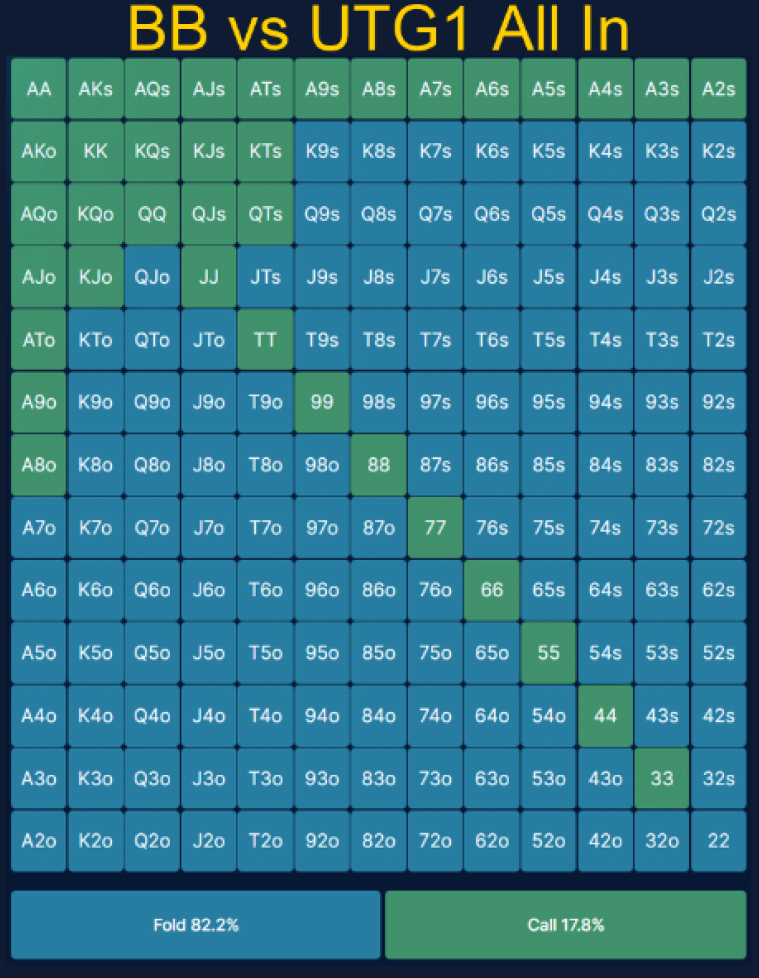 BB vs UTG1 All In
AA AKs AQs AJs ATs A9s A8s A7s A6s A5s A4s A3s A2s
AKo KK KQs KJs KTs K9s K8s K7s K6s K5s K4s K3s K2s
AQo KQo QQ QJs QTs Q9s Q8s Q7s Q6s Q5s Q4s Q3s Q2s
AJo KJo QJo JJ JTs J9s J8s J7s J6s J5s J4s J3s J2s
ATo KTo QTo JTo TT T9s T8s T7s T6s T5s T4s T3s T2s
A9o K9o Q9o J9o T9o 99 98s 97s 96s 95s 94s 93s 92s
A8o K8o Q8o J8o T8o 98o 88 87s 86s 85s 84s 83s 82s
A7o K7o Q7o J7o T7o 97o 87o 77 76s 75s 74s 73s 72s
A6o K6o Q6o J6o T6o 96o 86o 76o 66 65s 64s 63s 62s
A5o K5o Q5o J5o T5o 95o 85o 75o 65o 55 54s 53s 52s
A4o K4o Q4o J4o T4o 94o 84o 74o 64o 54o 44 43s 42s
A3o K3o Q3o J3o T3o 93o 83o 73o 63o 53o 43o 33 32s
A2o K2o Q2o J2o T2o 92o 82o 72o 62o 52o 42o 32o 22
Fold 82.2% Call 17.8%